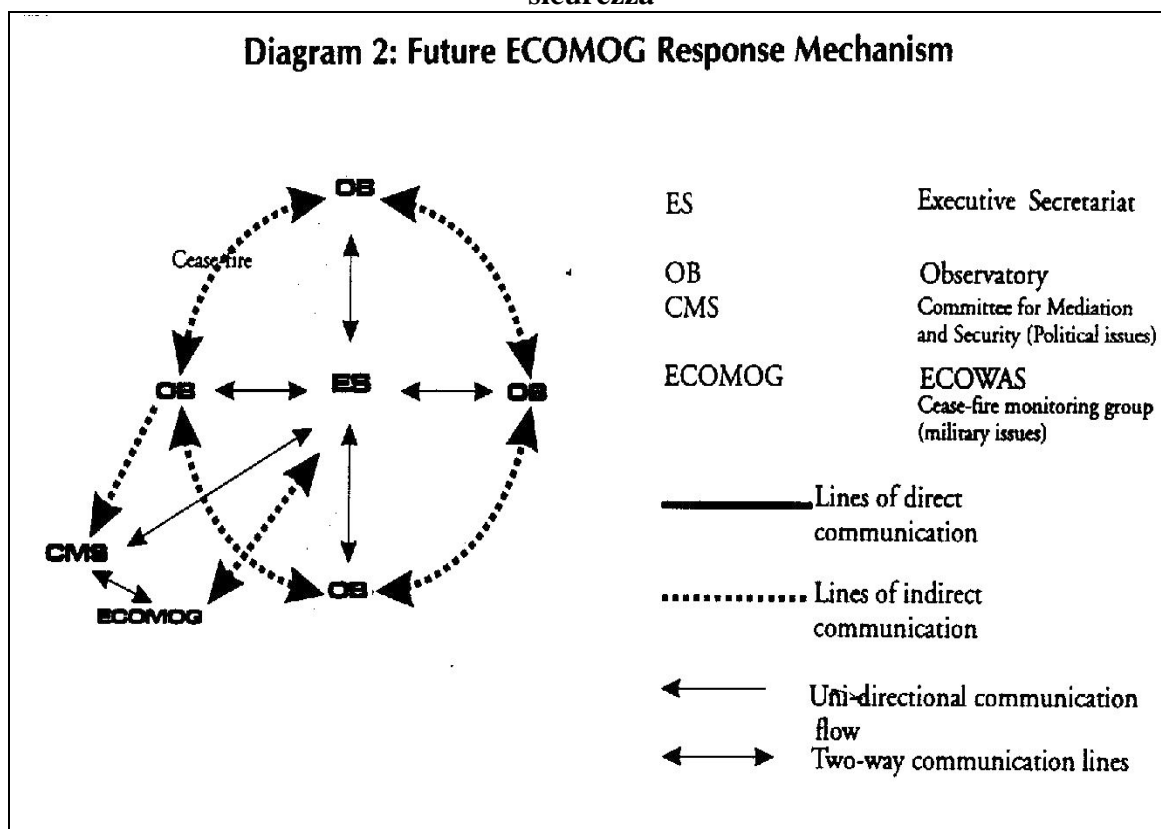 sicurezza
Diagram 2: Future ECOMOG Response Mechanism
OB
Cease-fire
OB
ES
OB
CMS
OB
ECOMOG
ES Executive Secretariat
OB Observatory
CMS Committee for Mediation
and Security (Political issues)
ECOMOG ECOWAS
Cease-fire monitoring group
(military issues)
Lines of direct
communication
Lines of indirect
communication
Uni-directional communication
flow
Two-way communication lines